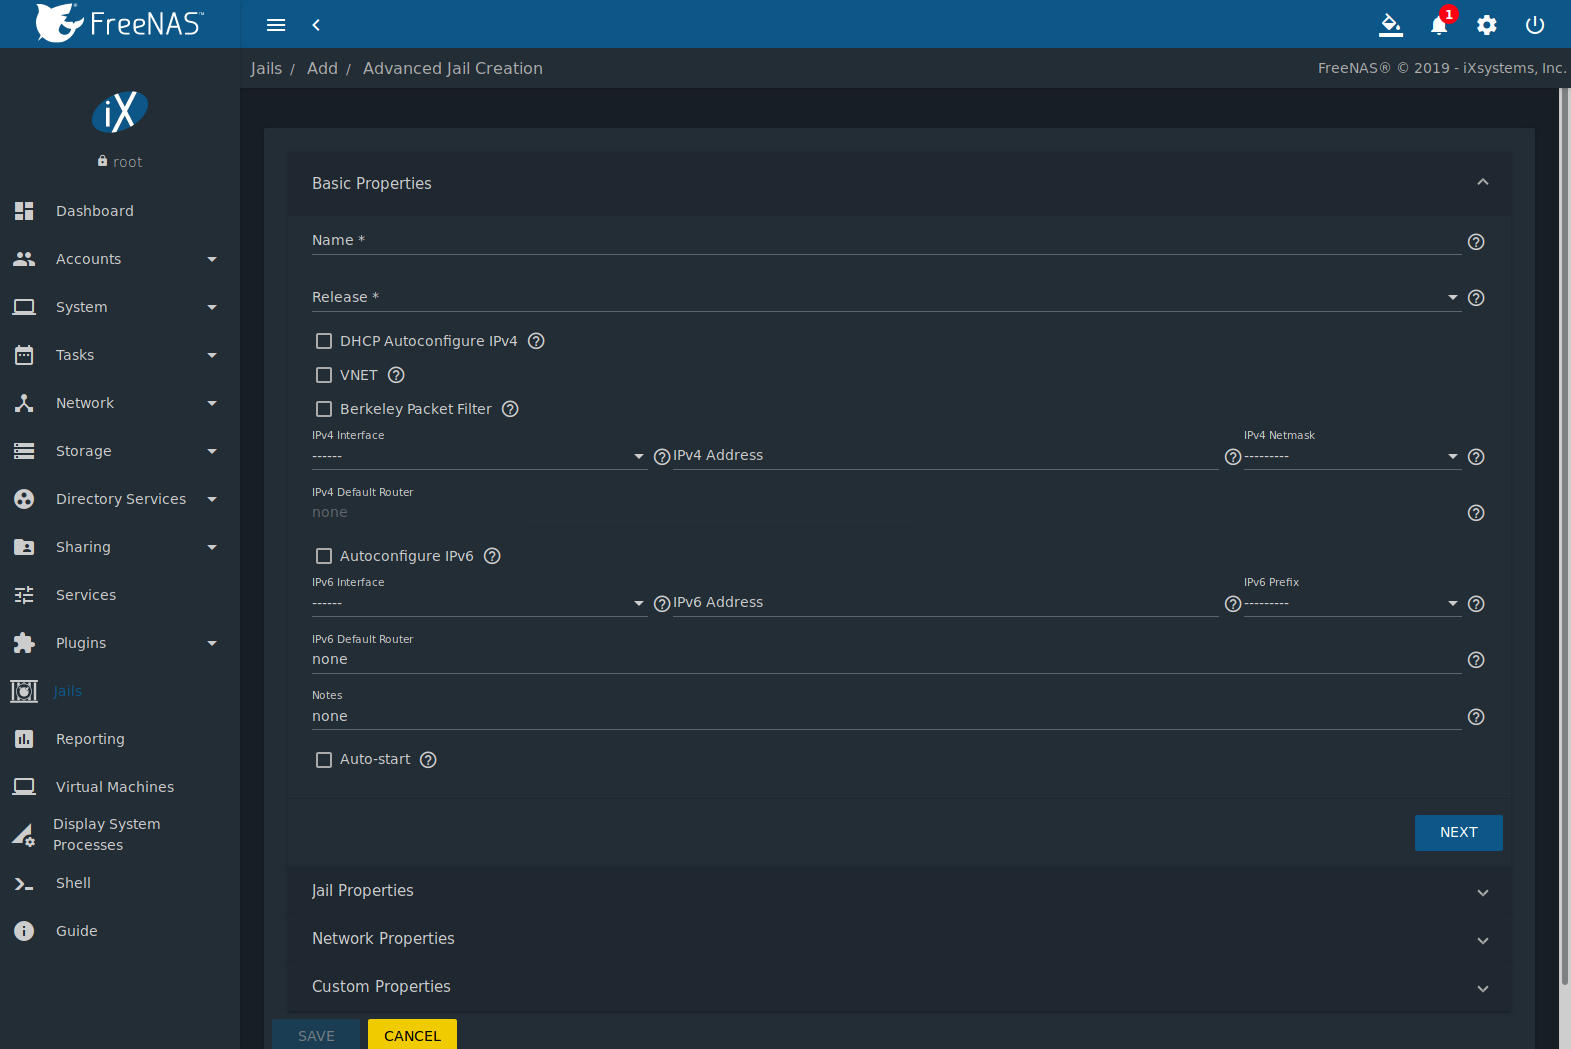 FreeNAS™
1
Jails / Add / Advanced Jail Creation
FreeNAS® © 2019 - iXsystems, Inc.
iX
root
Dashboard
Accounts
System
Tasks
Network
Storage
Directory Services
Sharing
Services
Plugins
Jails
Reporting
Virtual Machines
Display System
Processes
Shell
Guide
Basic Properties
Name *
Release *
DHCP Autoconfigure IPv4
VNET
Berkeley Packet Filter
IPv4 Interface
------
IPv4 Address
IPv4 Netmask
---------
IPv4 Default Router
none
Autoconfigure IPv6
IPv6 Interface
------
IPv6 Address
IPv6 Prefix
---------
IPv6 Default Router
none
Notes
none
Auto-start
NEXT
Jail Properties
Network Properties
Custom Properties
SAVE CANCEL